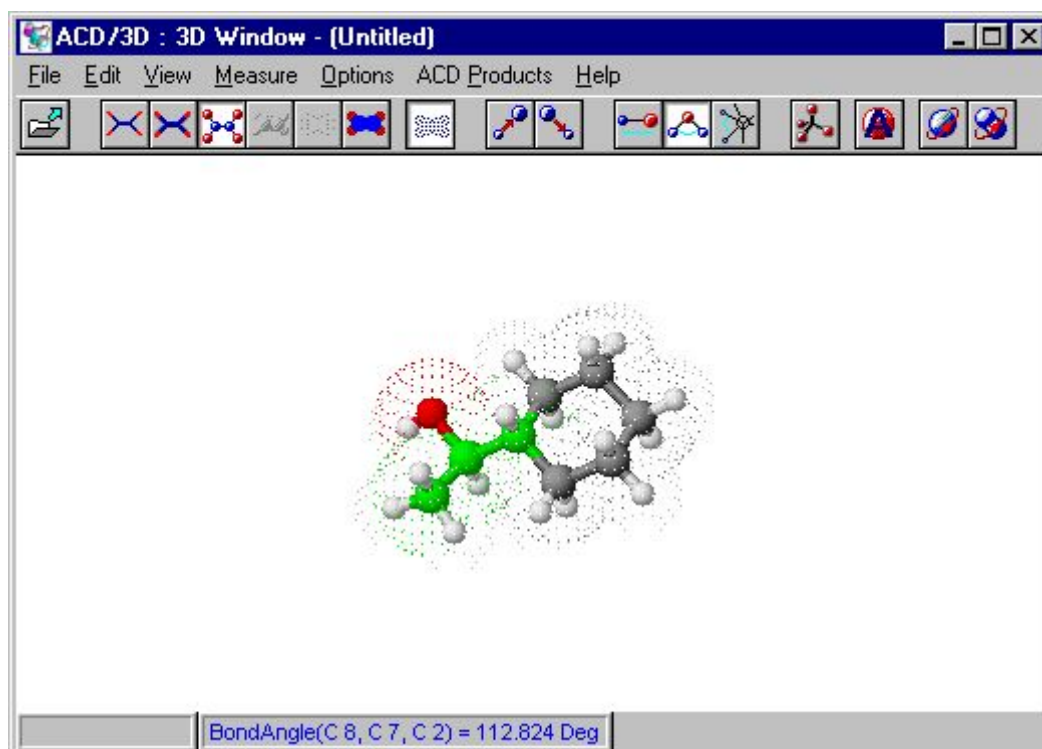 ACD/3D : 3D Window - (Untitled)
File Edit View Measure Options ACD Products Help
BondAngle(C 8, C 7, C 2) = 112.824 Deg